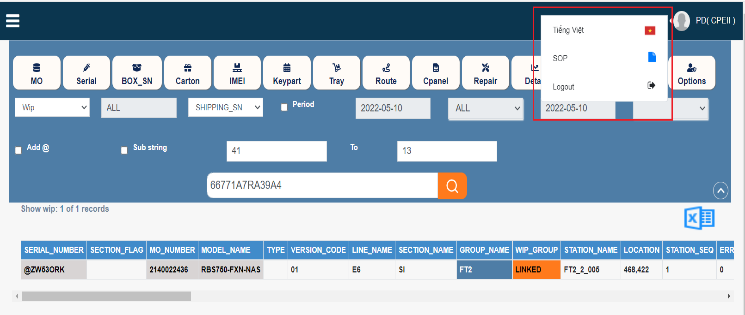 PD( CPEII )
Tiếng Việt
SOP
Logout
MO
Serial
BOX_SN
Carton
IMEI
Keypart
Tray
Route
Cpanel
Repair
Options
Wip
ALL
SHIPPING_SN
Period
2022-05-10
ALL
2022-05-10
Add @
Sub string
41
To
13
66771A7RA39A4
Show wip: 1 of 1 records
SERIAL_NUMBER SECTION_FLAG MO_NUMBER MODEL_NAME TYPE VERSION_CODE LINE_NAME SECTION_NAME GROUP_NAME WIP_GROUP STATION_NAME LOCATION STATION_SEQ ERR
@ZW53ORK 2140022436 RBS760-FXN-NAS 01 E6 SI FT2 LINKED FT2_2_005 468,422 1 0